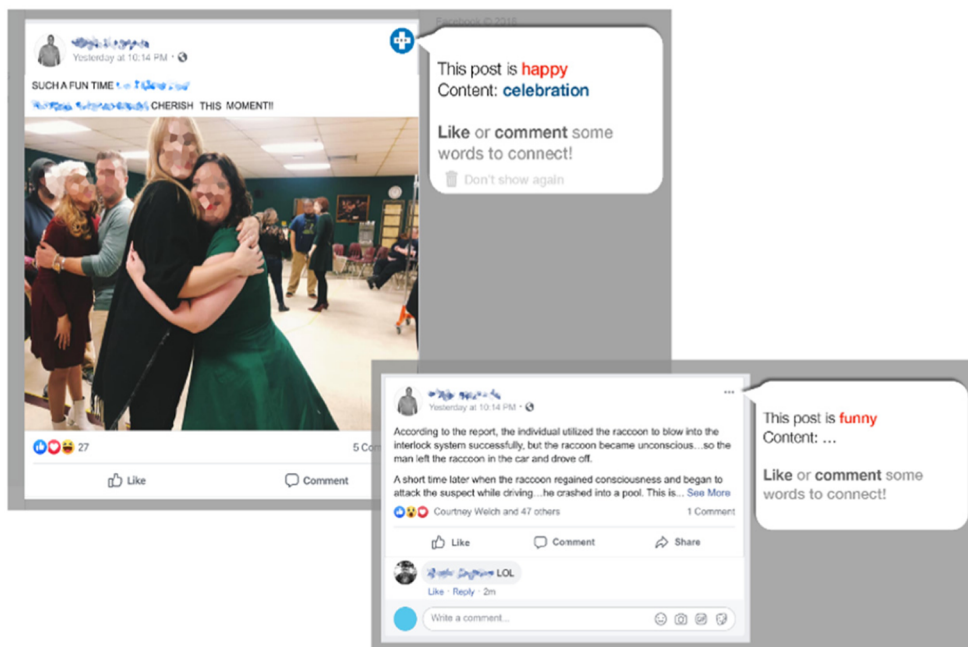 Facebook © 2018
Yesterday at 10:14 PM ·
SUCH A FUN TIME
CHERISH THIS MOMENT!!
27
5 Com
Like
Comment
This post is happy
Content: celebration
Like or comment some
words to connect!
Don't show again
Yesterday at 10:14 PM ·
According to the report, the individual utilized the raccoon to blow into the
interlock system successfully, but the raccoon became unconscious...so the
man left the raccoon in the car and drove off.
A short time later when the raccoon regained consciousness and began to
attack the suspect while driving...he crashed into a pool. This is... See More
Courtney Welch and 47 others
1 Comment
Like
Comment
Share
LOL
Like · Reply · 2m
Write a comment...
This post is funny
Content: ...
Like or comment some
words to connect!